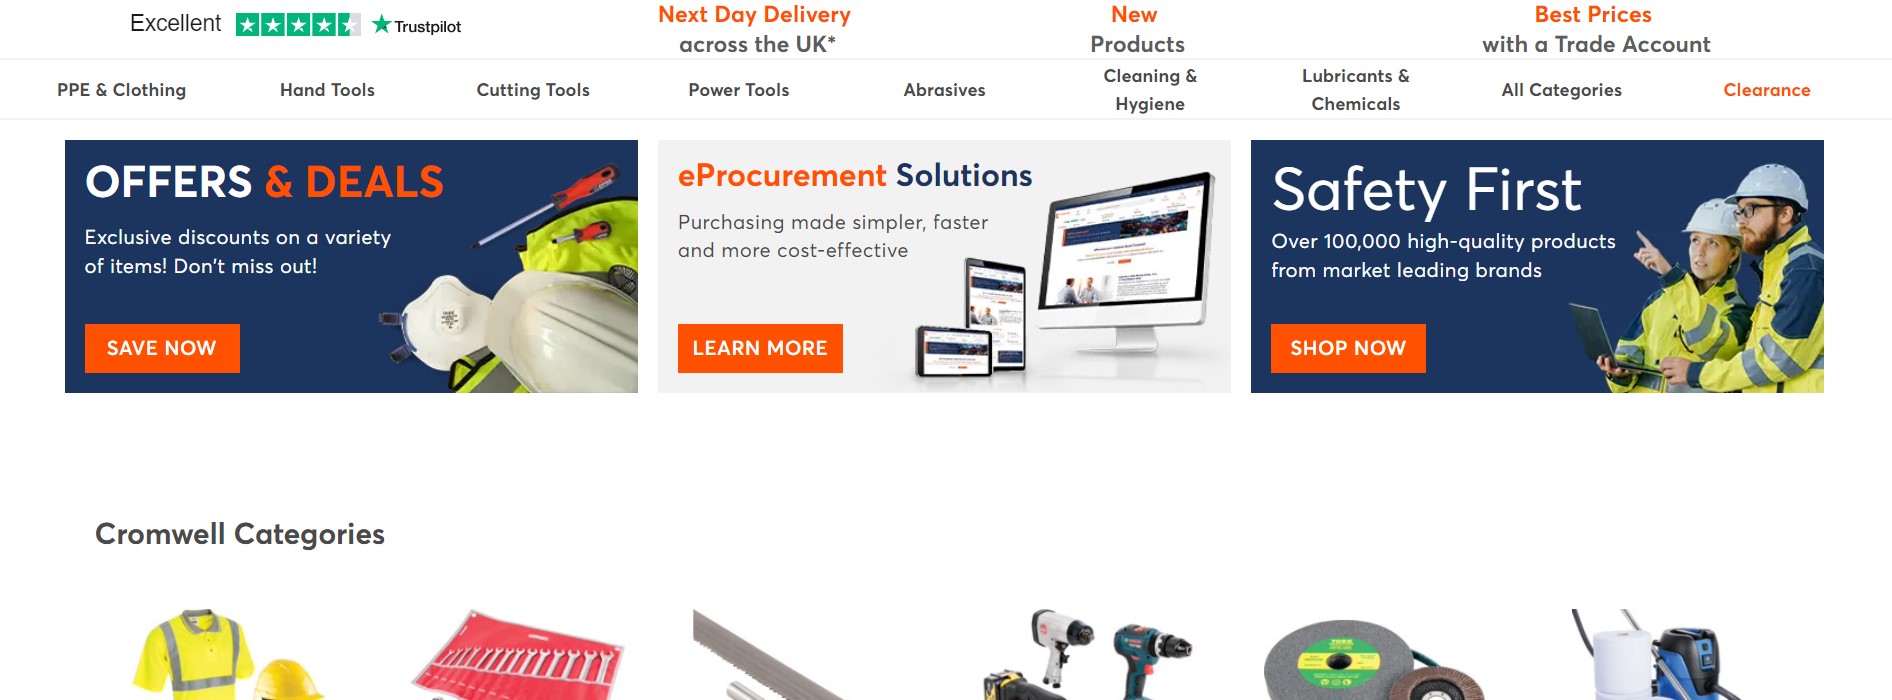 Excellent
Trustpilot
Next Day Delivery
across the UK*
New
Products
Best Prices
with a Trade Account
PPE & Clothing
Hand Tools
Cutting Tools
Power Tools
Abrasives
Cleaning &
Hygiene
Lubricants &
Chemicals
All Categories
Clearance
OFFERS & DEALS
Exclusive discounts on a variety
of items! Don't miss out!
SAVE NOW
eProcurement Solutions
Purchasing made simpler, faster
and more cost-effective
LEARN MORE
Safety First
Over 100,000 high-quality products
from market leading brands
SHOP NOW
Cromwell Categories